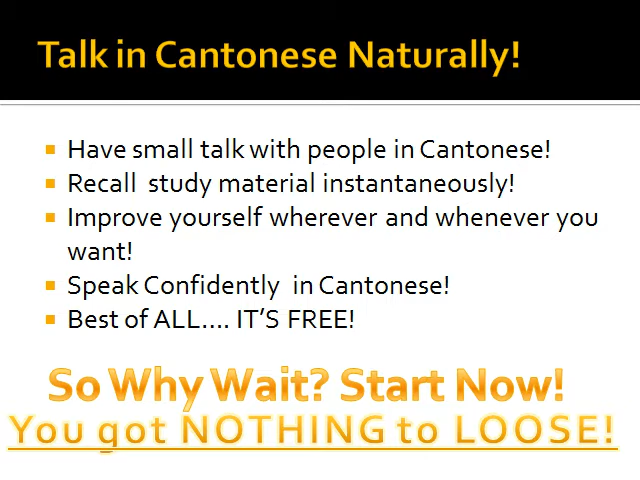 Talk in Cantonese Naturally!
Have small talk with people in Cantonese!
Recall study material instantaneously!
Improve yourself wherever and whenever you
want!
Speak Confidently in Cantonese!
Best of ALL.... IT'S FREE!
So Why Wait? Start Now!
You got NOTHING to LOOSE!